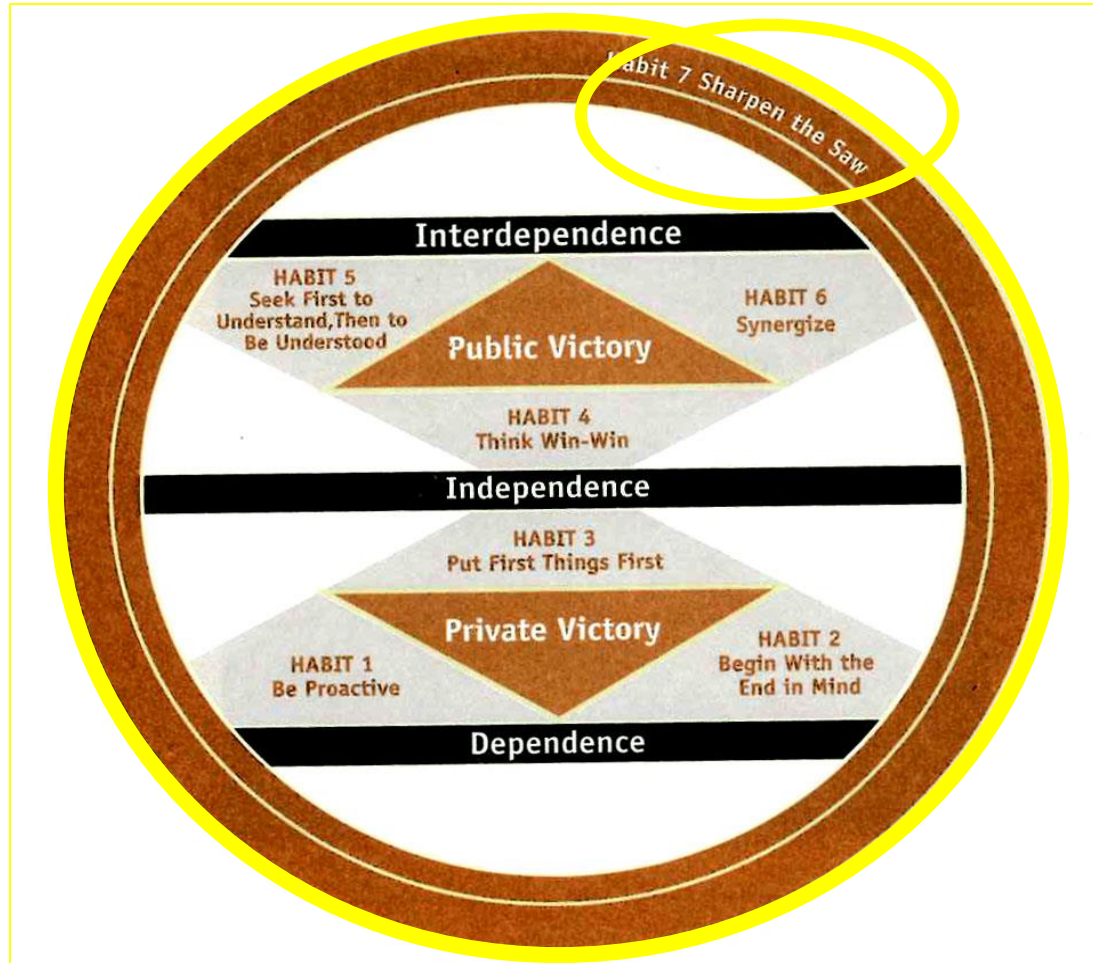 Habit 7 Sharpen the Saw
Interdependence
HABIT 5
Seek First to
Understand,Then to
Be Understood
HABIT 6
Synergize
Public Victory
HABIT 4
Think Win-Win
Independence
HABIT 3
Put First Things First
Private Victory
HABIT 1
Be Proactive
HABIT 2
Begin With the
End in Mind
Dependence